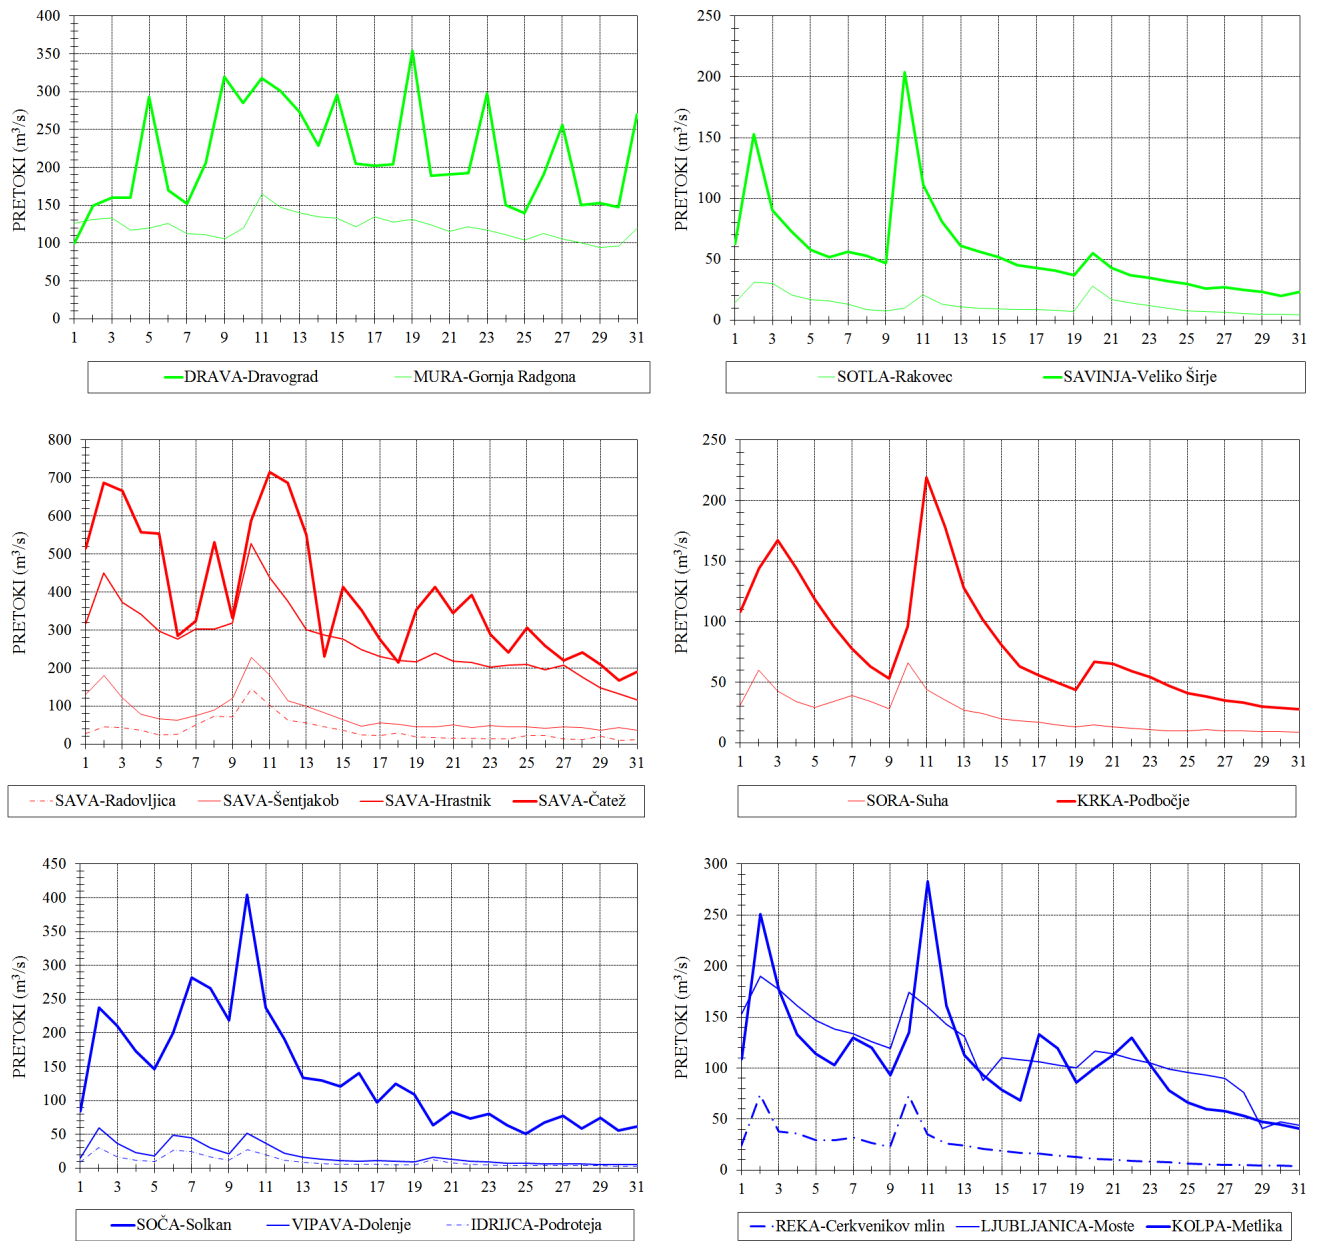 400
350
300
250
200
150
100
50
0
PRETOKI (m³/s)
1 3 5 7 9 11 13 15 17 19 21 23 25 27 29 31
DRAVA-Dravograd MURA-Gornja Radgona
250
200
150
100
50
0
PRETOKI (m³/s)
1 3 5 7 9 11 13 15 17 19 21 23 25 27 29 31
SOTLA-Rakovec SAVINJA-Veliko Širje
800
700
600
500
400
300
200
100
0
PRETOKI (m³/s)
1 3 5 7 9 11 13 15 17 19 21 23 25 27 29 31
SAVA-Radovljica SAVA-Šentjakob SAVA-Hrastnik SAVA-Čatež
250
200
150
100
50
0
PRETOKI (m³/s)
1 3 5 7 9 11 13 15 17 19 21 23 25 27 29 31
SORA-Suha KRKA-Podbočje
450
400
350
300
250
200
150
100
50
0
PRETOKI (m³/s)
1 3 5 7 9 11 13 15 17 19 21 23 25 27 29 31
SOČA-Solkan VIPAVA-Dolenje IDRIJCA-Podroteja
300
250
200
150
100
50
0
PRETOKI (m³/s)
1 3 5 7 9 11 13 15 17 19 21 23 25 27 29 31
REKA-Cerkvenikov mlin LJUBLJANICA-Moste KOLPA-Metlika